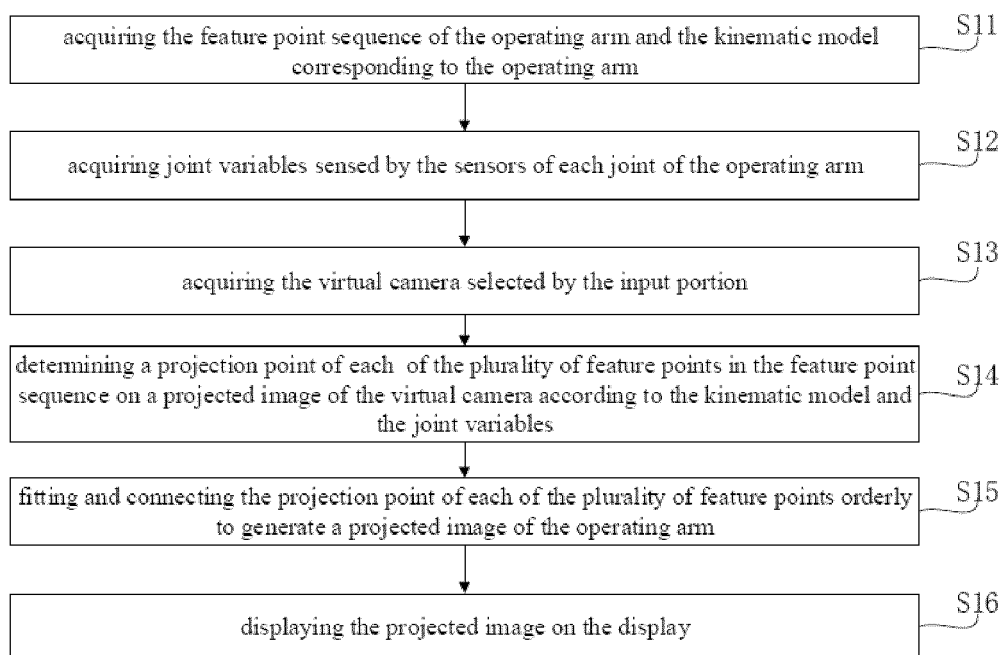 acquiring the feature point sequence of the operating arm and the kinematic model
corresponding to the operating arm
S11
acquiring joint variables sensed by the sensors of each joint of the operating arm
S12
acquiring the virtual camera selected by the input portion
S13
determining a projection point of each of the plurality of feature points in the feature point
sequence on a projected image of the virtual camera according to the kinematic model and
the joint variables
S14
fitting and connecting the projection point of each of the plurality of feature points orderly
to generate a projected image of the operating arm
S15
displaying the projected image on the display
S16